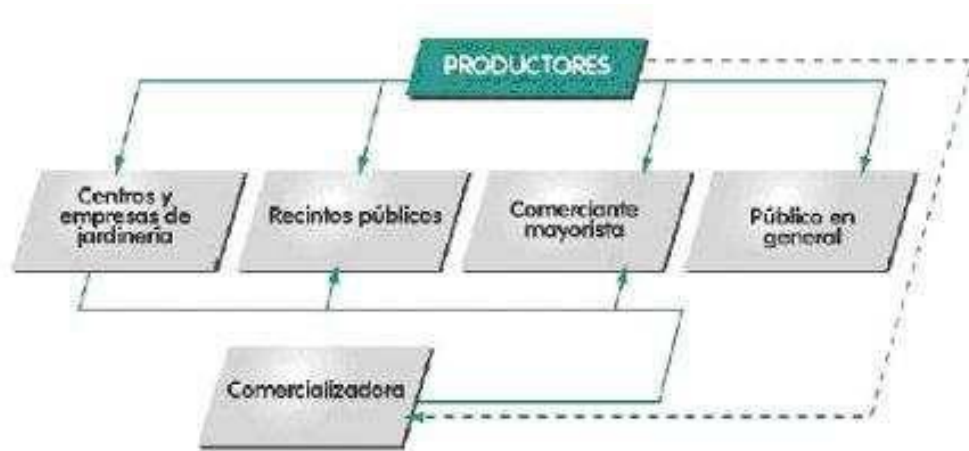 PRODUCTORES
Centros y
empresas de
jardinería
Recintos públicos
Comerciante
mayorista
Público en
general
Comercializadora